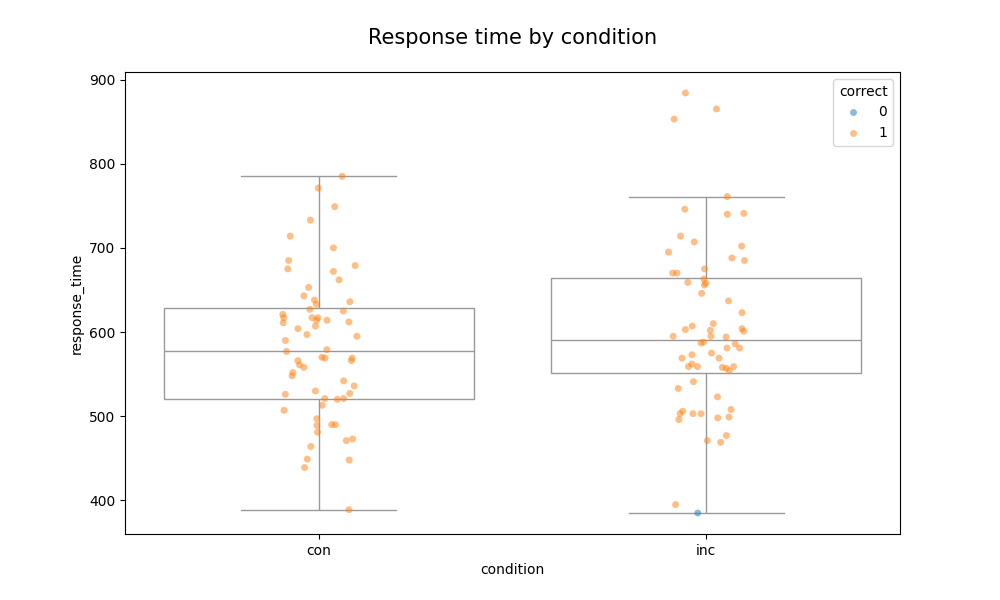 Response time by condition
900
800
700
600
500
400
response_time
correct
0
1
con
inc
condition